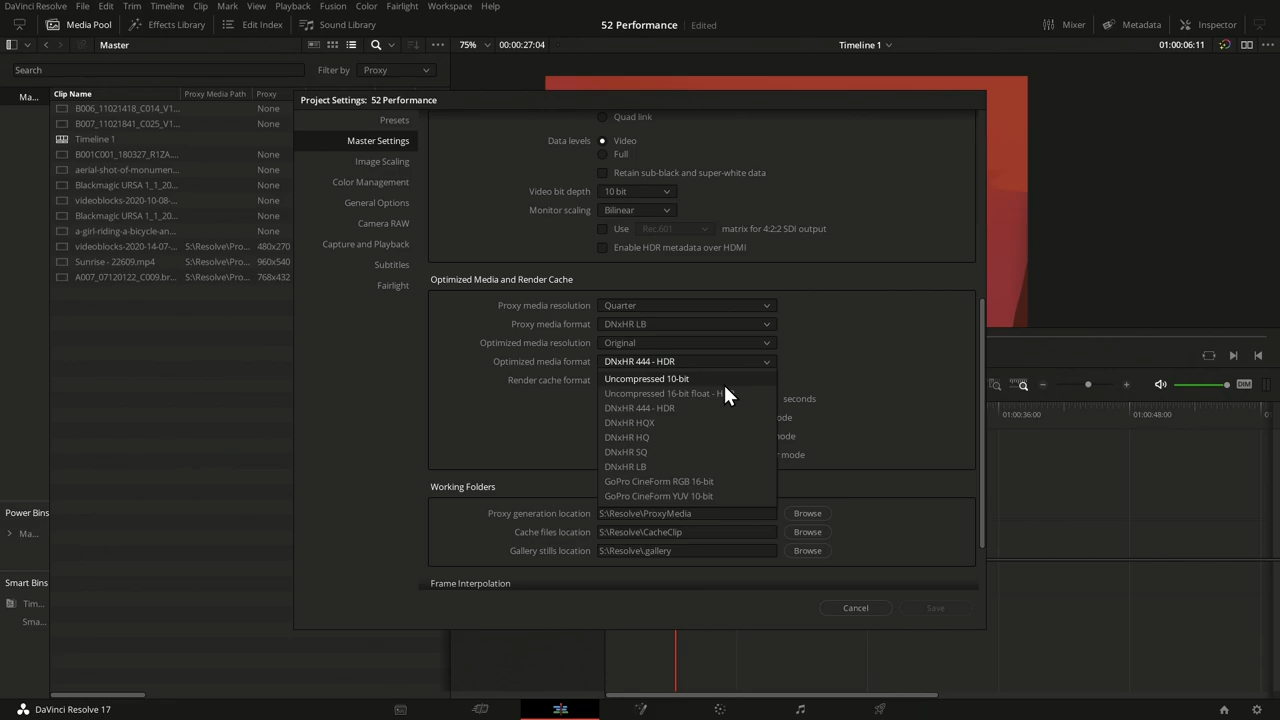 DaVinci Resolve File Edit Trim Timeline Clip Mark View Playback Fusion Color Fairlight Workspace Help
Media Pool Effects Library Edit Index Sound Library 52 Performance Edited Mixer Metadata Inspector
Master 75% 00:00:27:04 Timeline 1 01:00:06:11
Search Filter by Proxy
Ma... Clip Name Proxy Media Path Proxy
B006_11021418_C014_V1... None
B007_11021841_C025_V1... None
Timeline 1
B001C001_180327_R1ZA.... None
aerial-shot-of-monumen... None
Blackmagic URSA 1_1_20... None
videoblocks-2020-10-08-... None
Blackmagic URSA 1_1_20... None
a-girl-riding-a-bicycle-an... None
videoblocks-2020-14-07-... S:\Resolve\Pro... 480x270
Sunrise - 22609.mp4 S:\Resolve\Pro... 960x540
A007_07120122_C009.br... S:\Resolve\Pro... 768x432
Project Settings: 52 Performance
Presets
Master Settings
Image Scaling
Color Management
General Options
Camera RAW
Capture and Playback
Subtitles
Fairlight
Quad link
Data levels Video
Full
Retain sub-black and super-white data
Video bit depth 10 bit
Monitor scaling Bilinear
Use Rec.601 matrix for 4:2:2 SDI output
Enable HDR metadata over HDMI
Optimized Media and Render Cache
Proxy media resolution Quarter
Proxy media format DNxHR LB
Optimized media resolution Original
Optimized media format DNxHR 444 - HDR
Render cache format
Uncompressed 10-bit
Uncompressed 16-bit float - H
DNxHR 444 - HDR
DNxHR HQX
DNxHR HQ
DNxHR SQ
DNxHR LB
GoPro CineForm RGB 16-bit
GoPro CineForm YUV 10-bit
seconds
ode
ode
r mode
Working Folders
Proxy generation location S:\Resolve\ProxyMedia Browse
Cache files location S:\Resolve\CacheClip Browse
Gallery stills location S:\Resolve\.gallery Browse
Frame Interpolation
Cancel Save
DIM
01:00:36:00 01:00:48:00
Power Bins
Ma...
Smart Bins
Tim...
Sma...
DaVinci Resolve 17